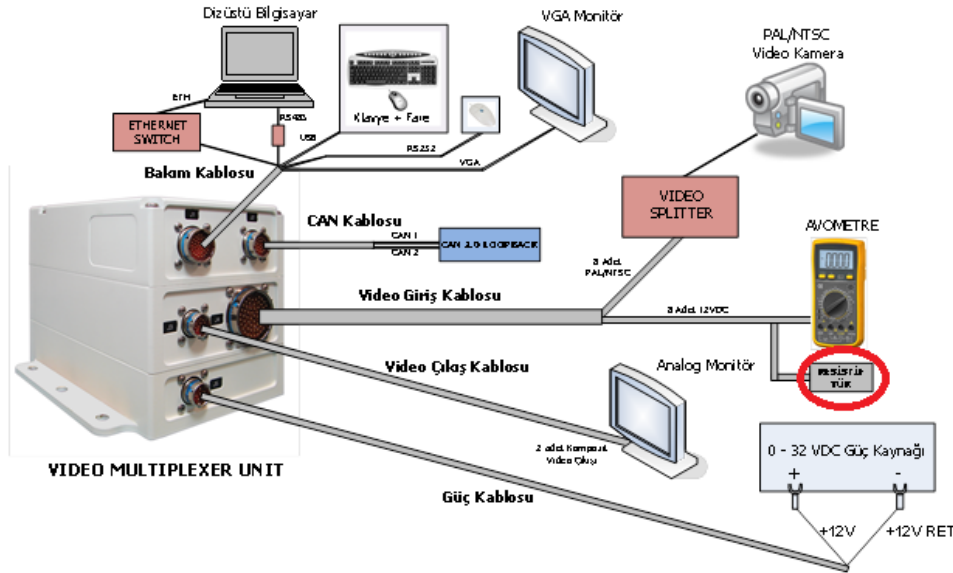 Dizüstü Bilgisayar
VGA Monitör
PAL/NTSC
Video Kamera
ETH
RS485
USB
ETHERNET
SWITCH
Klavye + Fare
RS232
VGA
Bakım Kablosu
VIDEO
SPLITTER
CAN Kablosu
CAN 1
CAN 2
CAN 2.0 LOOPBACK
AVOMETRE
8 Adet
PAL/NTSC
Video Giriş Kablosu
8 Adet 12VDC
Video Çıkış Kablosu
Analog Monitör
RESİSTİF
YÜK
2 adet Kompozit
Video Çıkışı
VIDEO MULTIPLEXER UNIT
Güç Kablosu
0 - 32 VDC Güç Kaynağı
+ -
+12V +12V RET